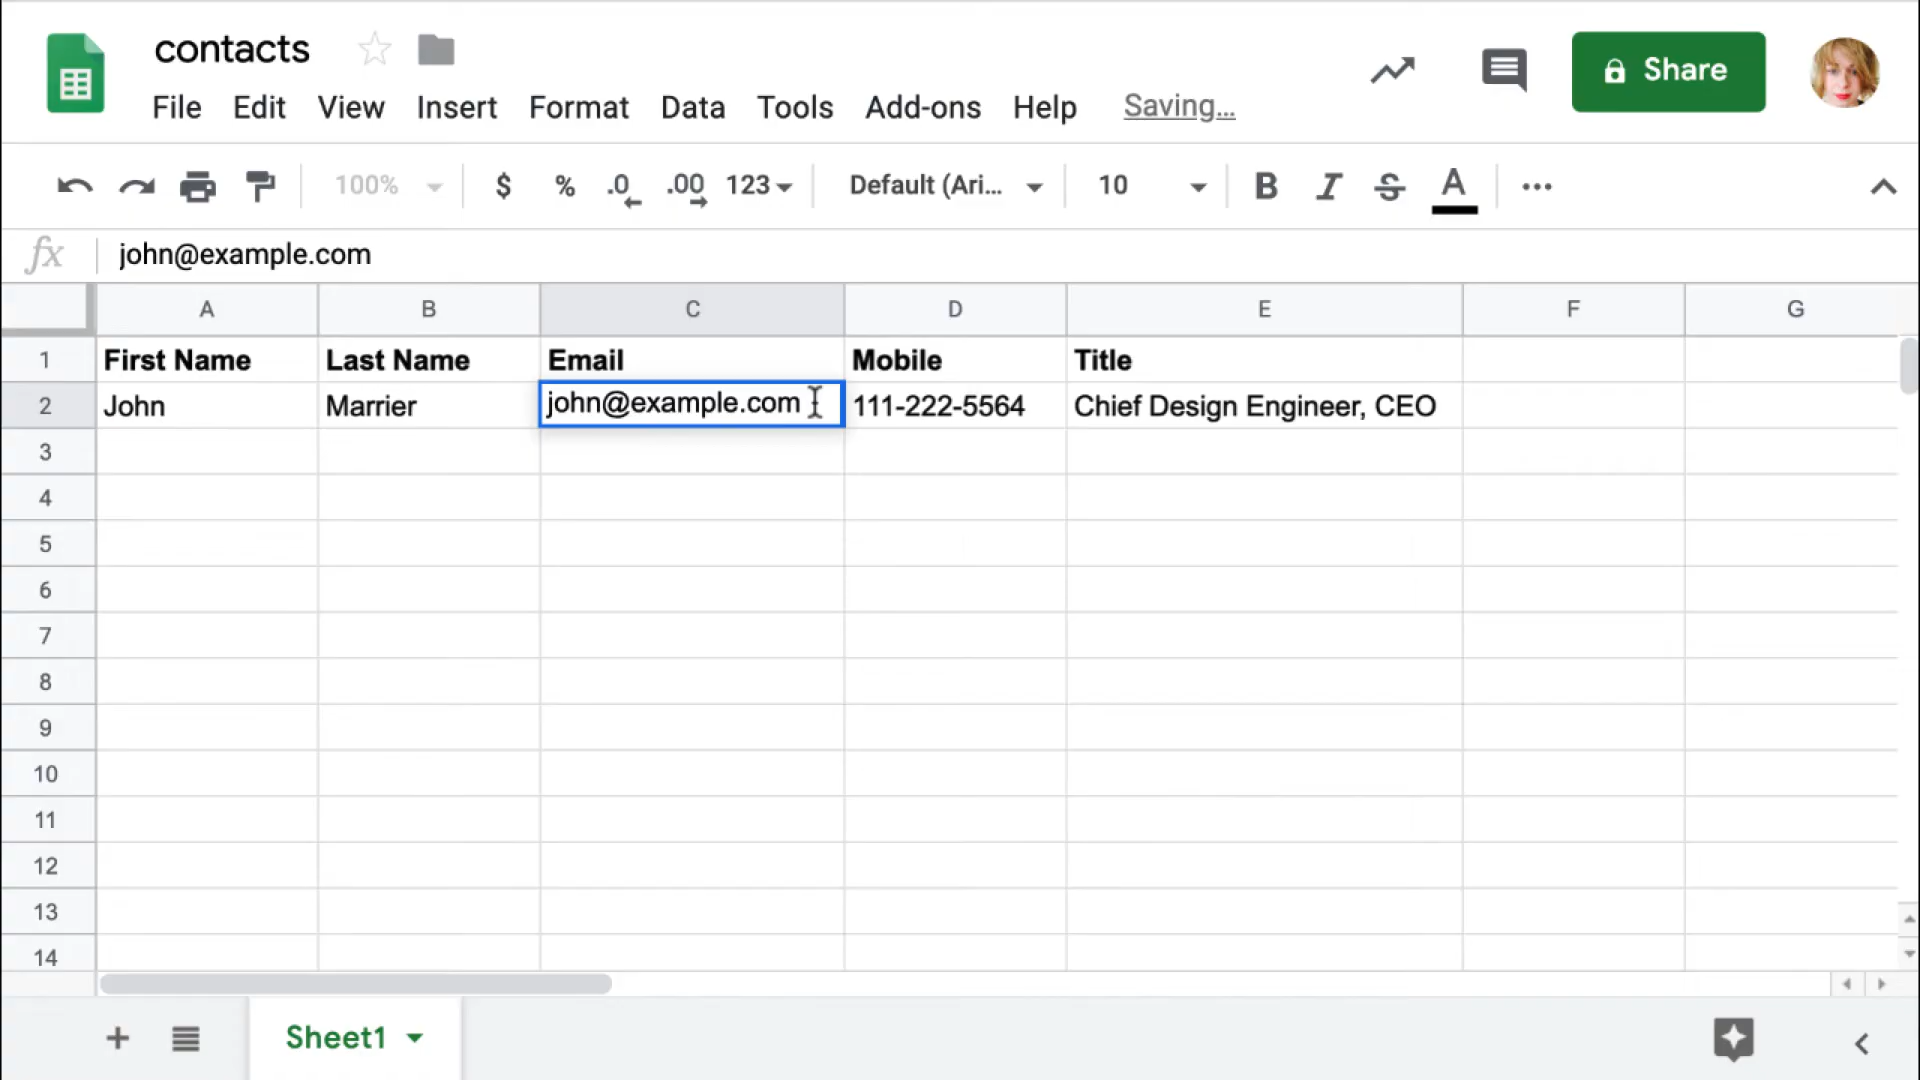 contacts
File Edit View Insert Format Data Tools Add-ons Help Saving...
Share
100% $ % .0 .00 123 Default (Ari... 10 B I S A
fx john@example.com
A B C D E F G
1 First Name Last Name Email Mobile Title
2 John Marrier john@example.com 111-222-5564 Chief Design Engineer, CEO
3
4
5
6
7
8
9
10
11
12
13
14
Sheet1